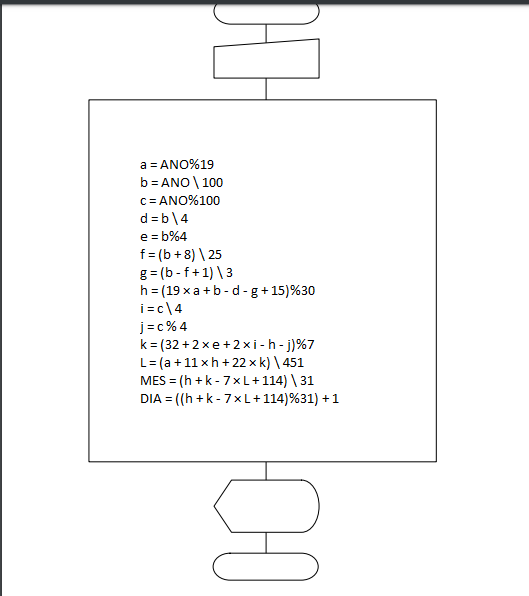 a = ANO%19
b = ANO \ 100
c = ANO%100
d = b \ 4
e = b%4
f = (b + 8) \ 25
g = (b - f + 1) \ 3
h = (19 × a + b - d - g + 15)%30
i = c \ 4
j = c % 4
k = (32 + 2 × e + 2 × i - h - j)%7
L = (a + 11 × h + 22 × k) \ 451
MES = (h + k - 7 × L + 114) \ 31
DIA = ((h + k - 7 × L + 114)%31) + 1